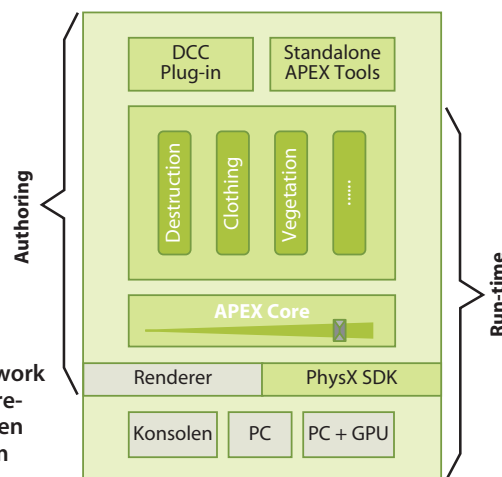 DCC
Plug-in
Standalone
APEX Tools
Authoring
Destruction
Clothing
Vegetation
......
Run-time
APEX Core
Renderer
PhysX SDK
Konsolen
PC
PC + GPU
work
re-
en